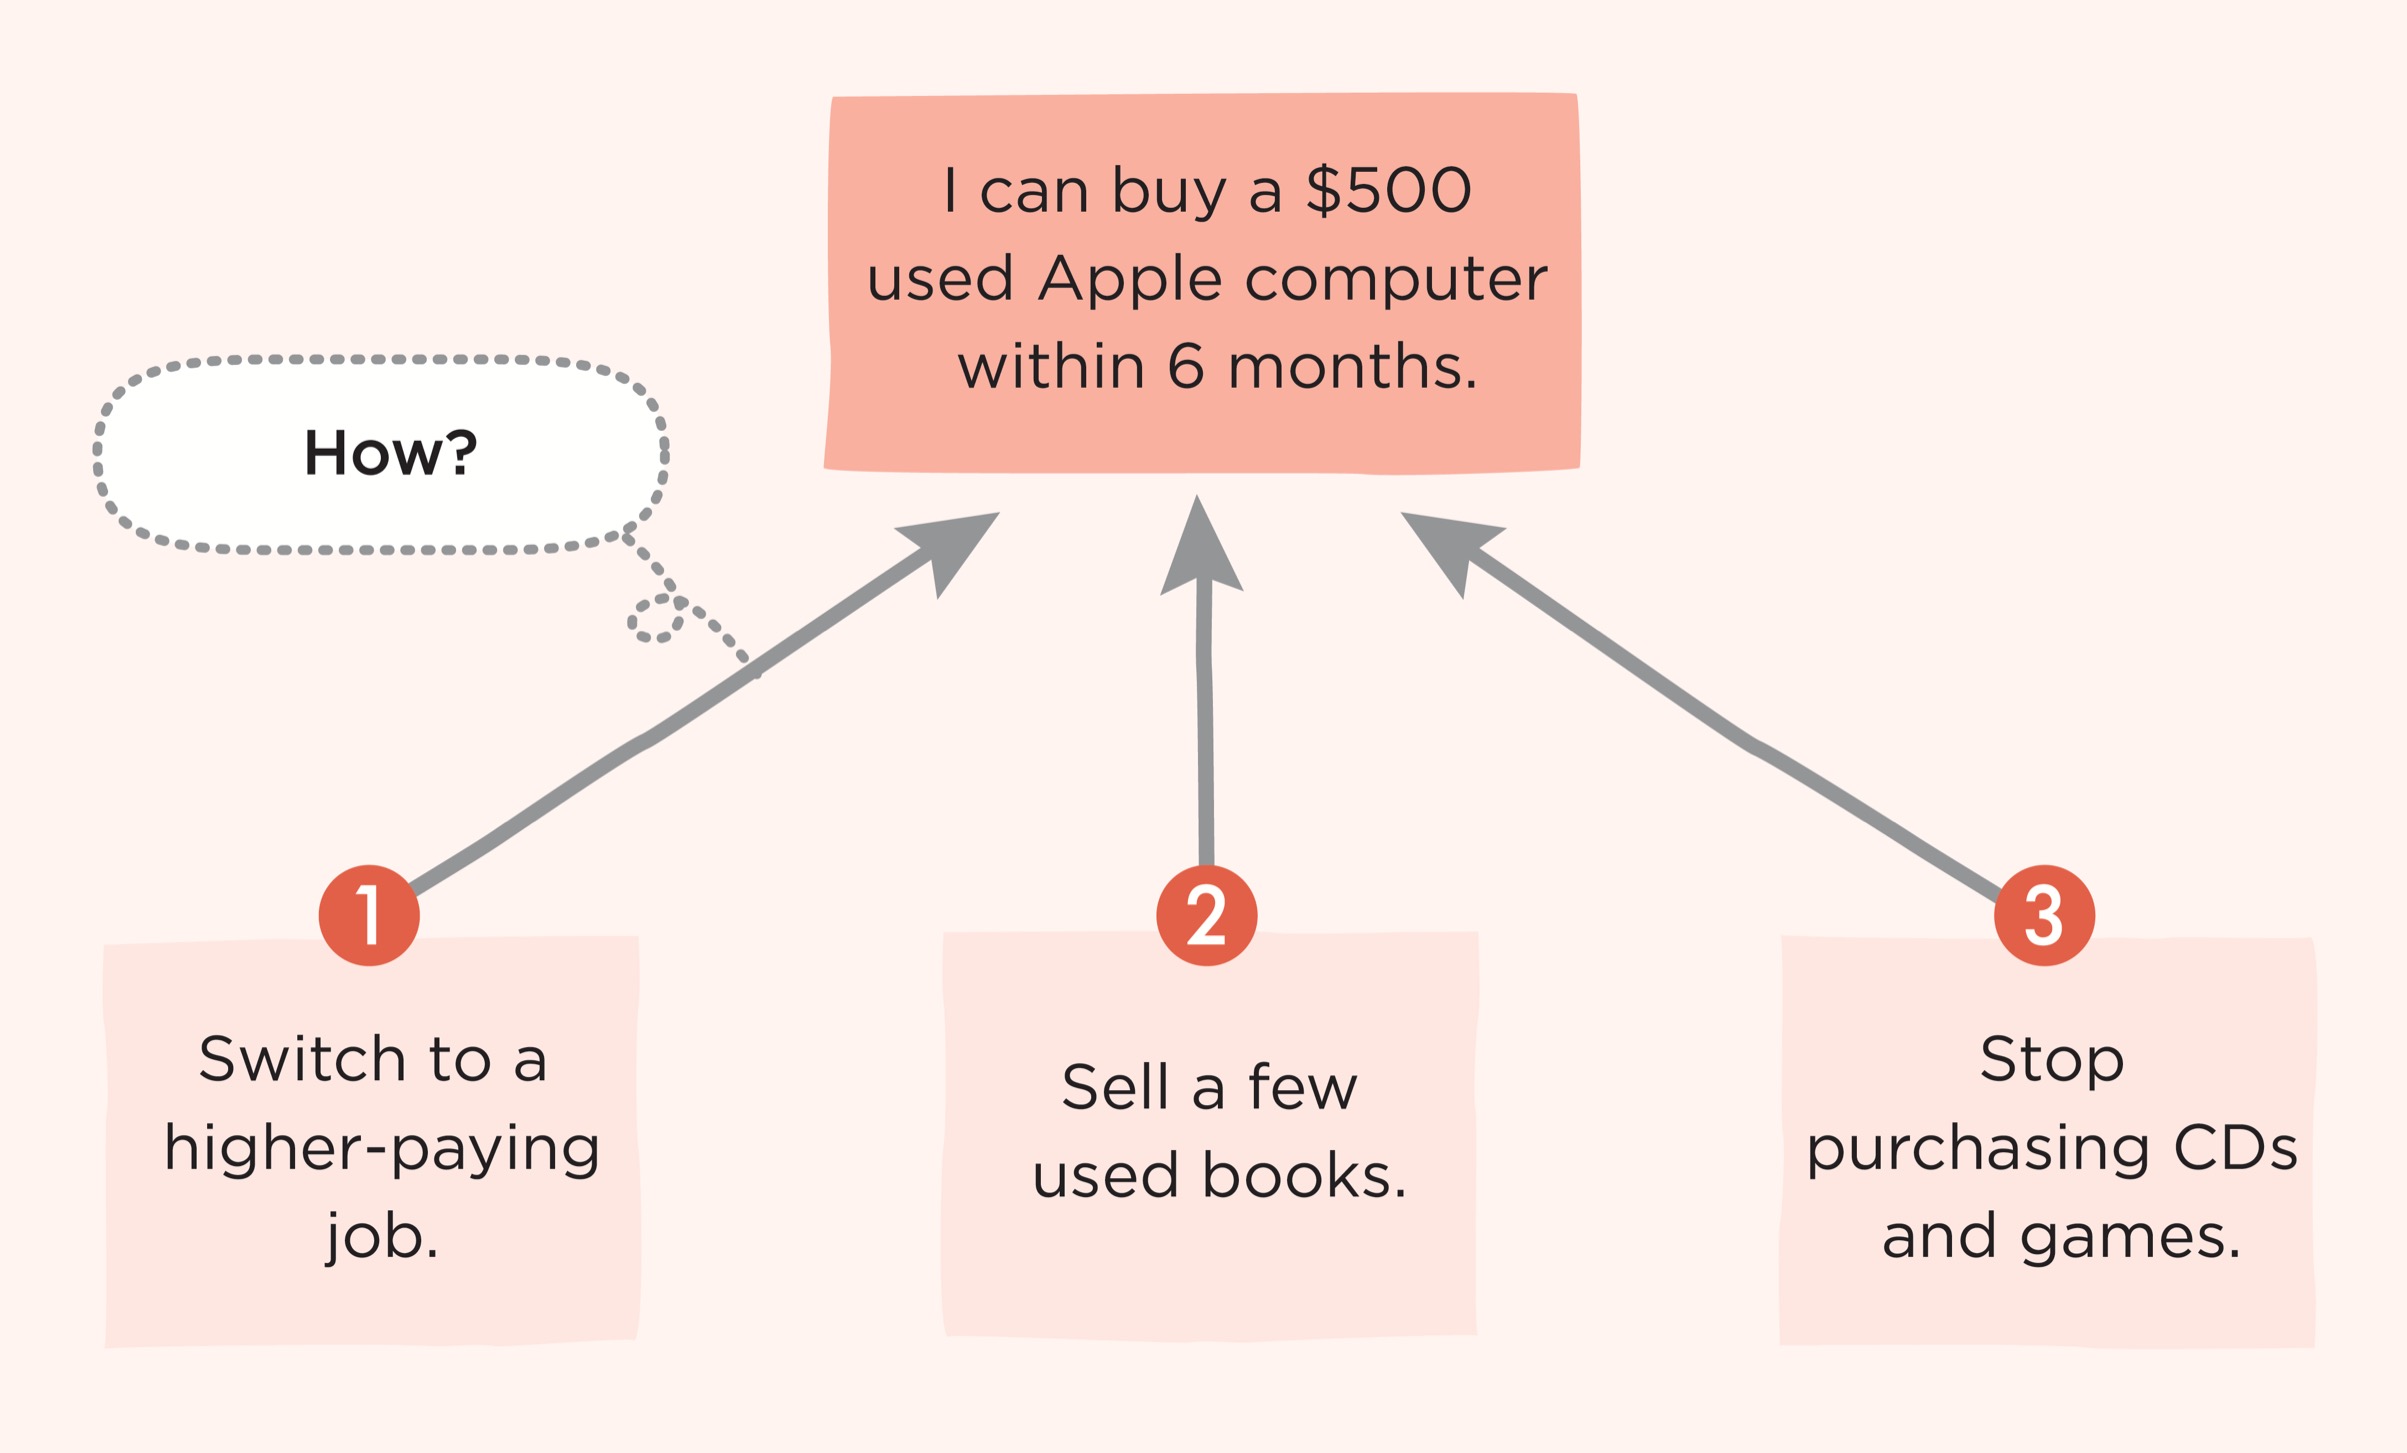 I can buy a $500
used Apple computer
within 6 months.
How?
1
Switch to a
higher-paying
job.
2
Sell a few
used books.
3
Stop
purchasing CDs
and games.